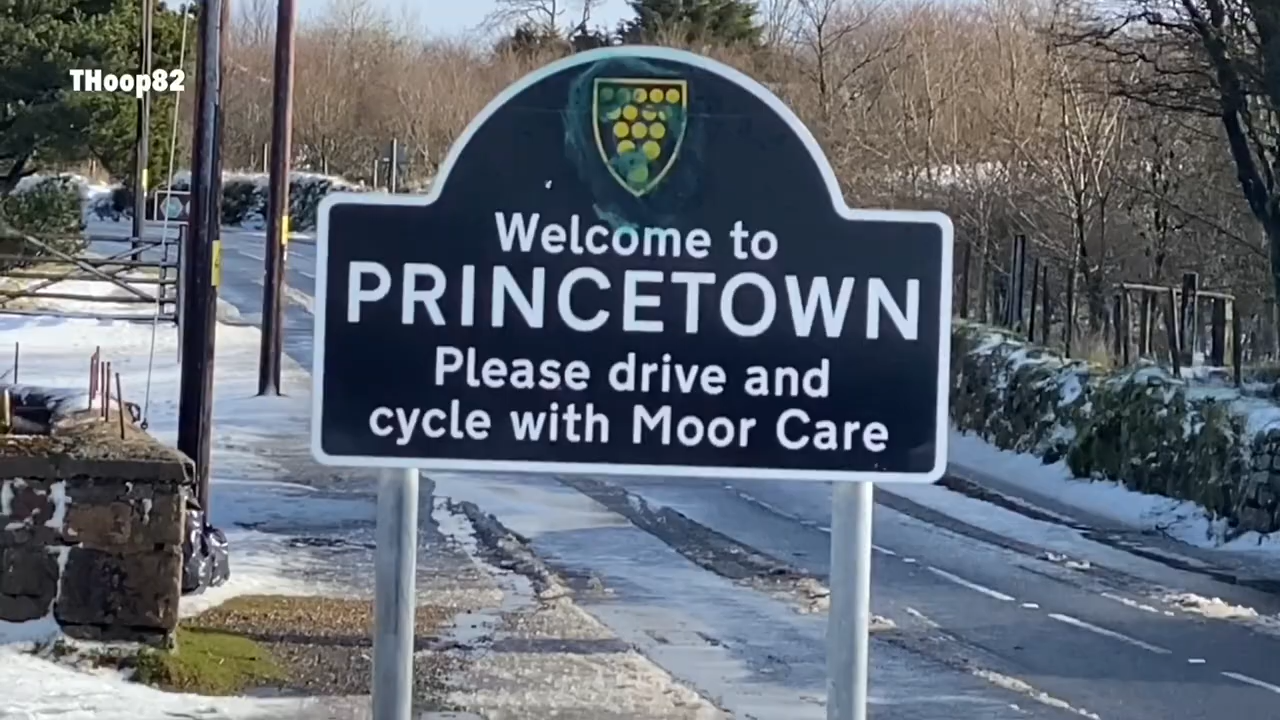 THoop82
Welcome to
PRINCETOWN
Please drive and
cycle with Moor Care